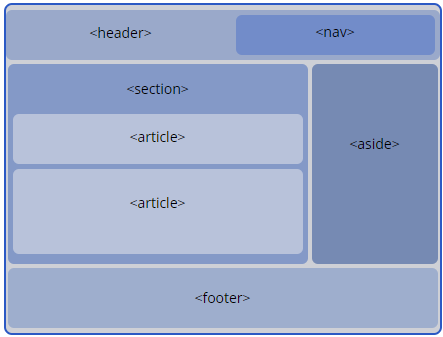 <header>
<nav>
<section>
<article>
<article>
<aside>
<footer>